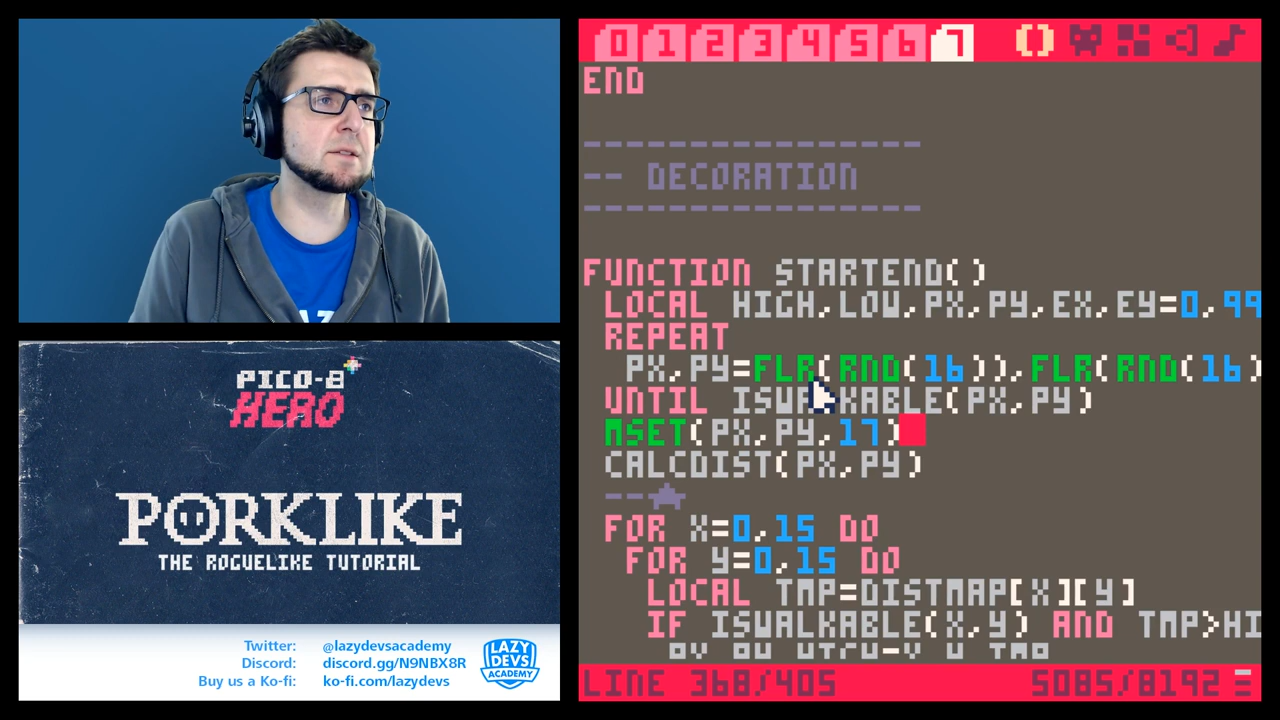 PICO-8
HERO
PORKLIKE
THE ROGUELIKE TUTORIAL
Twitter: @lazydevsacademy
Discord: discord.gg/N9NBX8R
Buy us a Ko-fi: ko-fi.com/lazydevs
LAZY
DEVS
ACADEMY
0 1 2 3 4 5 6 7 ()
END
----------------
-- DECORATION
----------------
FUNCTION STARTEND()
LOCAL HIGH,LOW,PX,PY,EX,EY=0,99
REPEAT
PX,PY=FLR(RND(16)),FLR(RND(16)
UNTIL ISWALKABLE(PX,PY)
MSET(PX,PY,17)
CALCDIST(PX,PY)
--
FOR X=0,15 DO
FOR Y=0,15 DO
LOCAL TMP=DISTMAP[X][Y]
IF ISWALKABLE(X,Y) AND TMP>HI
LINE 368/405 5085/8192